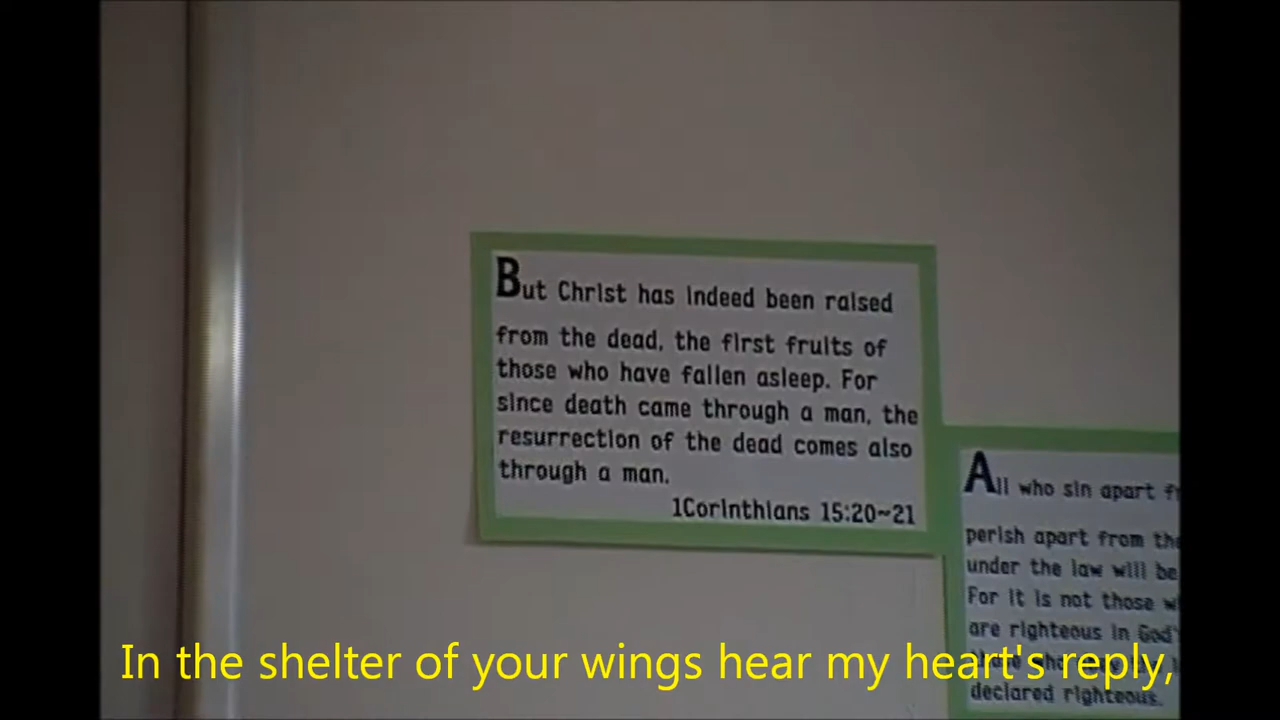 But Christ has indeed been raised
from the dead, the first fruits of
those who have fallen asleep. For
since death came through a man, the
resurrection of the dead comes also
through a man.
1Corinthians 15:20~21
All who sin apart
perish apart from the
under the law will be
For it is not those
are righteous in God'
declared righteous.
In the shelter of your wings hear my heart's reply,